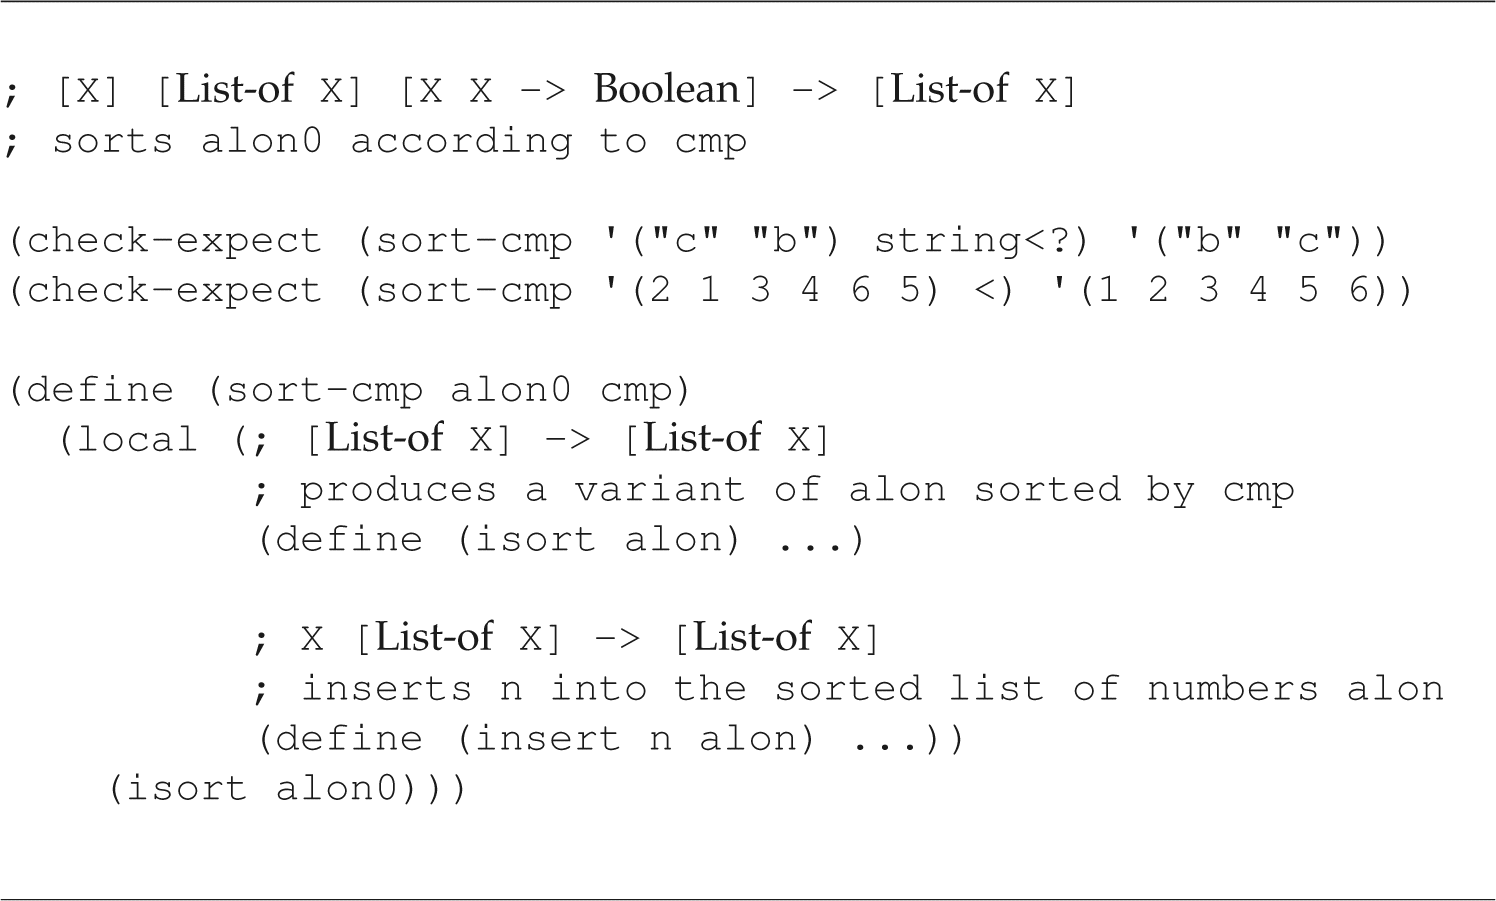 ; [X] [List-of X] [X X -> Boolean] -> [List-of X]
; sorts alon0 according to cmp
(check-expect (sort-cmp '("c" "b") string<?) '("b" "c"))
(check-expect (sort-cmp '(2 1 3 4 6 5) <) '(1 2 3 4 5 6))
(define (sort-cmp alon0 cmp)
(local (; [List-of X] -> [List-of X]
; produces a variant of alon sorted by cmp
(define (isort alon) ...)
; X [List-of X] -> [List-of X]
; inserts n into the sorted list of numbers alon
(define (insert n alon) ...))
(isort alon0)))